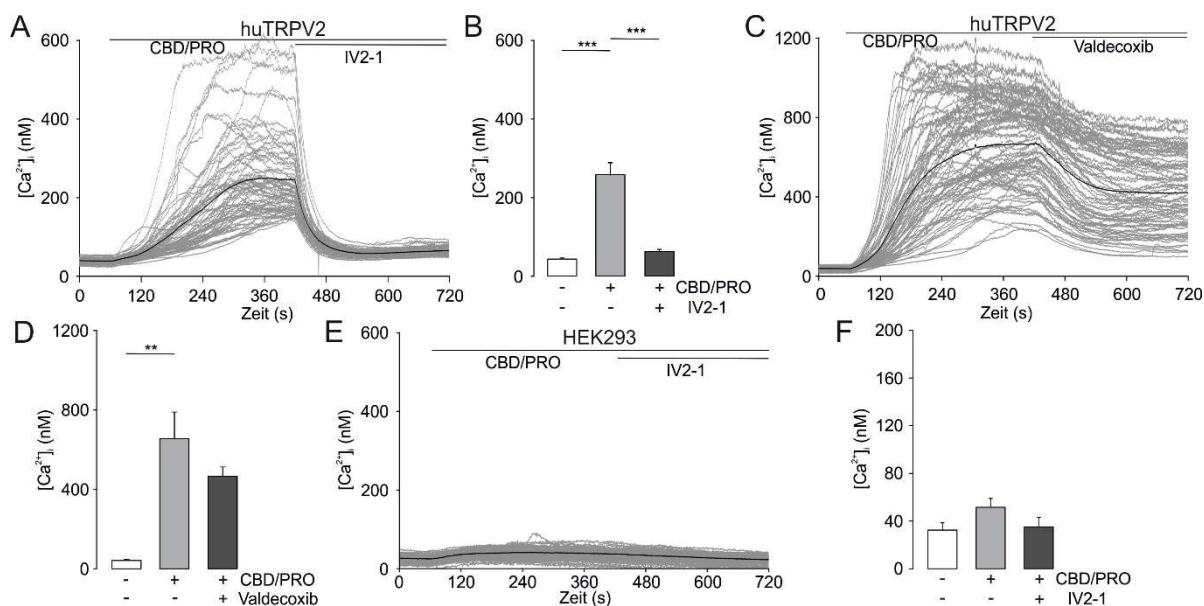 A
huTRPV2
CBD/PRO
IV2-1
[Ca²⁺]ᵢ (nM)
600
400
200
0
0 120 240 360 480 600 720
Zeit (s)
B
[Ca²⁺]ᵢ (nM)
600
400
200
0
*** ***
- + + CBD/PRO
- - + IV2-1
C
huTRPV2
CBD/PRO
Valdecoxib
[Ca²⁺]ᵢ (nM)
1200
800
400
0
0 120 240 360 480 600 720
Zeit (s)
D
[Ca²⁺]ᵢ (nM)
1200
800
400
0
**
- + + CBD/PRO
- - + Valdecoxib
E
HEK293
CBD/PRO
IV2-1
[Ca²⁺]ᵢ (nM)
600
400
200
0
0 120 240 360 480 600 720
Zeit (s)
F
[Ca²⁺]ᵢ (nM)
200
160
120
80
40
0
- + + CBD/PRO
- - + IV2-1